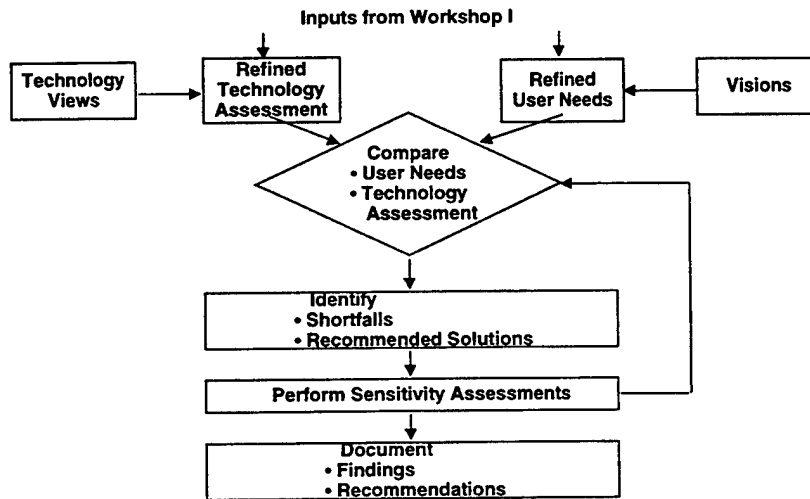 Inputs from Workshop I
Technology
Views
Refined
Technology
Assessment
Refined
User Needs
Visions
Compare
• User Needs
• Technology
Assessment
Identify
• Shortfalls
• Recommended Solutions
Perform Sensitivity Assessments
Document
• Findings
• Recommendations